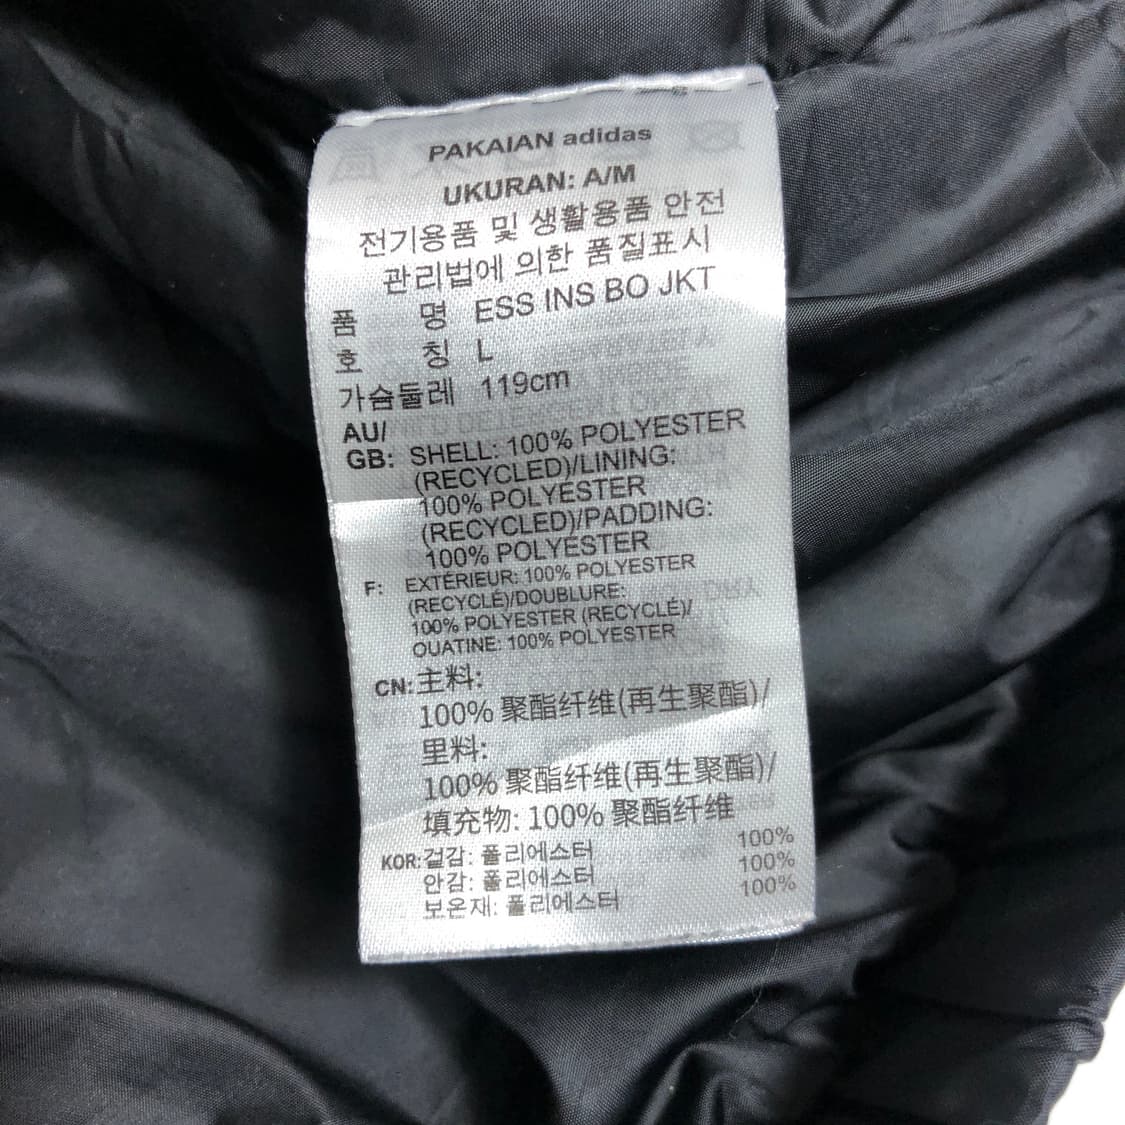 PAKAIAN adidas
UKURAN: A/M
전기용품 및 생활용품 안전
관리법에 의한 품질표시
품 명 ESS INS BO JKT
호 칭 L
가슴둘레 119cm
AU/
GB: SHELL: 100% POLYESTER
(RECYCLED)/LINING:
100% POLYESTER
(RECYCLED)/PADDING:
100% POLYESTER
F: EXTÉRIEUR: 100% POLYESTER
(RECYCLÉ)/DOUBLURE:
100% POLYESTER (RECYCLÉ)/
OUATINE: 100% POLYESTER
CN: 主料:
100% 聚酯纤维(再生聚酯)/
里料:
100% 聚酯纤维(再生聚酯)/
填充物: 100% 聚酯纤维
KOR: 겉감: 폴리에스터 100%
안감: 폴리에스터 100%
보온재: 폴리에스터 100%